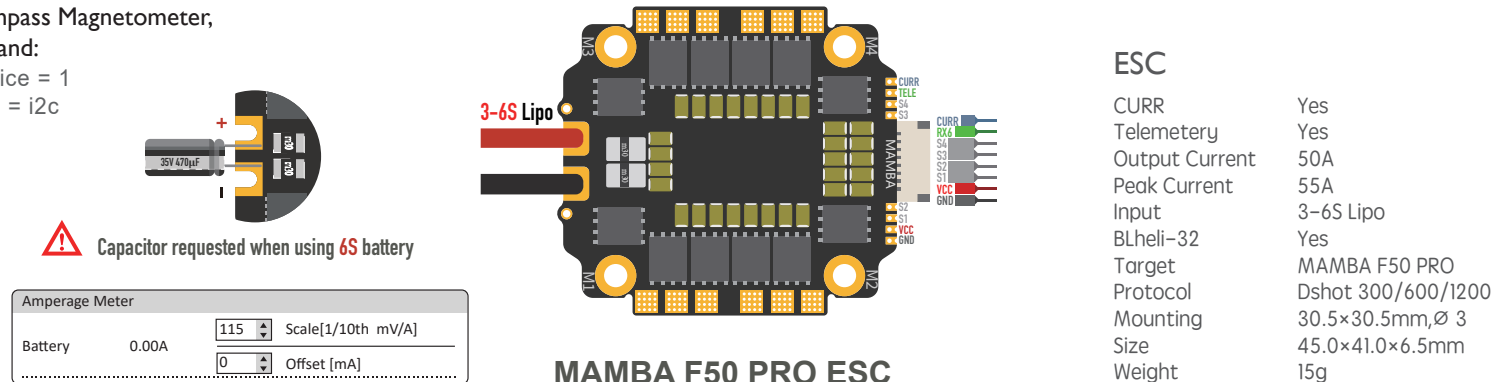 mpass Magnetometer,
and:
ice = 1
= i2c
+
35V 470µF
-
Capacitor requested when using 6S battery
Amperage Meter
Battery 0.00A
115 Scale[1/10th mV/A]
0 Offset [mA]
3-6S Lipo
M3
M4
M1
M2
CURR
TELE
S4
S3
MAMBA
S2
S1
VCC
GND
CURR
RX6
S4
S3
S2
S1
VCC
GND
MAMBA F50 PRO ESC
ESC
CURR Yes
Telemetery Yes
Output Current 50A
Peak Current 55A
Input 3-6S Lipo
BLheli-32 Yes
Target MAMBA F50 PRO
Protocol Dshot 300/600/1200
Mounting 30.5×30.5mm,Ø 3
Size 45.0×41.0×6.5mm
Weight 15g